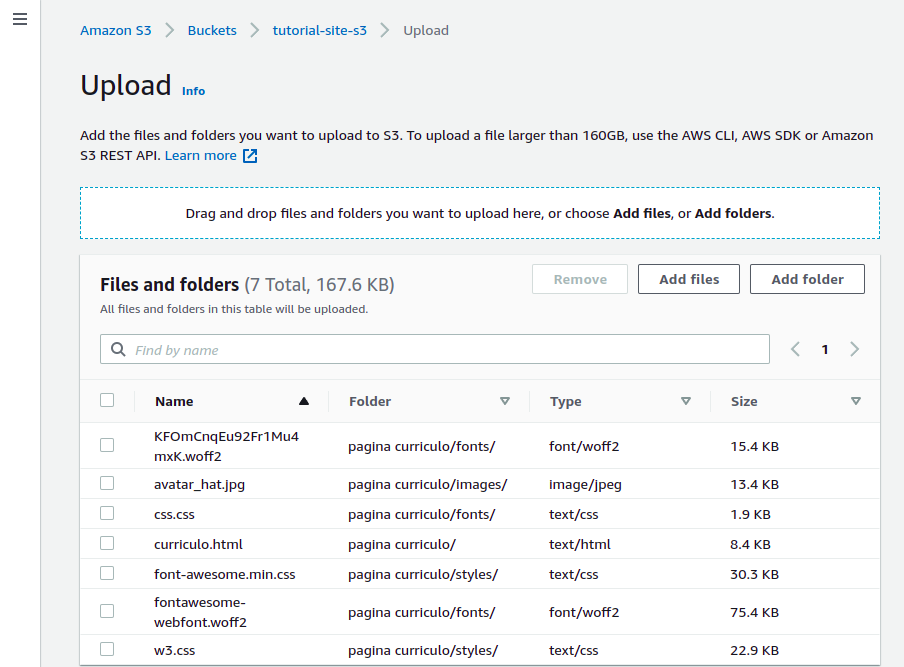 Amazon S3 > Buckets > tutorial-site-s3 > Upload
Upload Info
Add the files and folders you want to upload to S3. To upload a file larger than 160GB, use the AWS CLI, AWS SDK or Amazon
S3 REST API. Learn more
Drag and drop files and folders you want to upload here, or choose Add files, or Add folders.
Files and folders (7 Total, 167.6 KB) Remove Add files Add folder
All files and folders in this table will be uploaded.
Find by name < 1 >
Name Folder Type Size
KFOmCnqEu92Fr1Mu4
mxK.woff2 pagina curriculo/fonts/ font/woff2 15.4 KB
avatar_hat.jpg pagina curriculo/images/ image/jpeg 13.4 KB
css.css pagina curriculo/fonts/ text/css 1.9 KB
curriculo.html pagina curriculo/ text/html 8.4 KB
font-awesome.min.css pagina curriculo/styles/ text/css 30.3 KB
fontawesome-
webfont.woff2 pagina curriculo/fonts/ font/woff2 75.4 KB
w3.css pagina curriculo/styles/ text/css 22.9 KB